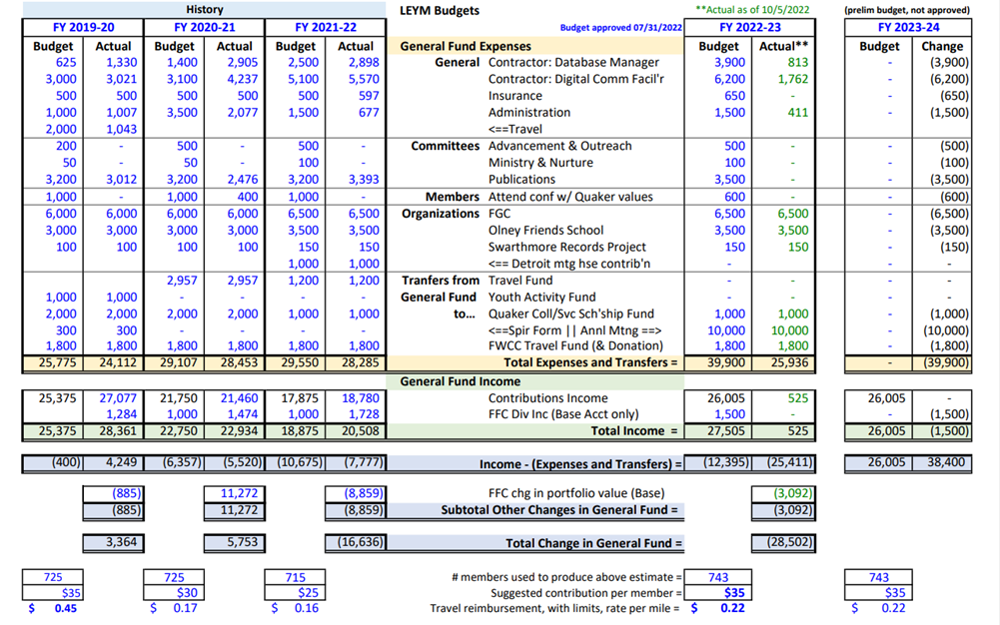 History LEYM Budgets **Actual as of 10/5/2022 (prelim budget, not approved)
FY 2019-20 FY 2020-21 FY 2021-22 Budget approved 07/31/2022 FY 2022-23 FY 2023-24
Budget Actual Budget Actual Budget Actual General Fund Expenses Budget Actual** Budget Change
625 1,330 1,400 2,905 2,500 2,898 General Contractor: Database Manager 3,900 813 - (3,900)
3,000 3,021 3,100 4,237 5,100 5,570 Contractor: Digital Comm Facil'r 6,200 1,762 - (6,200)
500 500 500 500 500 597 Insurance 650 - - (650)
1,000 1,007 3,500 2,077 1,500 677 Administration 1,500 411 - (1,500)
2,000 1,043 <==Travel
200 - 500 - 500 - Committees Advancement & Outreach 500 - - (500)
50 - 50 - 100 - Ministry & Nurture 100 - - (100)
3,200 3,012 3,200 2,476 3,200 3,393 Publications 3,500 - - (3,500)
1,000 - 1,000 400 1,000 - Members Attend conf w/ Quaker values 600 - - (600)
6,000 6,000 6,000 6,000 6,500 6,500 Organizations FGC 6,500 6,500 - (6,500)
3,000 3,000 3,000 3,000 3,500 3,500 Olney Friends School 3,500 3,500 - (3,500)
100 100 100 100 150 150 Swarthmore Records Project 150 150 - (150)
1,000 1,000 <== Detroit mtg hse contrib'n - - -
2,957 2,957 1,200 1,200 Tranfers from Travel Fund - - - -
1,000 1,000 - - - - General Fund Youth Activity Fund - - - -
2,000 2,000 2,000 2,000 1,000 1,000 to... Quaker Coll/Svc Sch'ship Fund 1,000 1,000 - (1,000)
300 300 - - - - <==Spir Form || Annl Mtng ==> 10,000 10,000 - (10,000)
1,800 1,800 1,800 1,800 1,800 1,800 FWCC Travel Fund (& Donation) 1,800 1,800 - (1,800)
25,775 24,112 29,107 28,453 29,550 28,285 Total Expenses and Transfers = 39,900 25,936 - (39,900)
General Fund Income
25,375 27,077 21,750 21,460 17,875 18,780 Contributions Income 26,005 525 26,005 -
1,284 1,000 1,474 1,000 1,728 FFC Div Inc (Base Acct only) 1,500 - - (1,500)
25,375 28,361 22,750 22,934 18,875 20,508 Total Income = 27,505 525 26,005 (1,500)
(400) 4,249 (6,357) (5,520) (10,675) (7,777) Income - (Expenses and Transfers) = (12,395) (25,411) 26,005 38,400
(885) 11,272 (8,859) FFC chg in portfolio value (Base) (3,092)
(885) 11,272 (8,859) Subtotal Other Changes in General Fund = (3,092)
3,364 5,753 (16,636) Total Change in General Fund = (28,502)
725 725 715 # members used to produce above estimate = 743 743
$35 $30 $25 Suggested contribution per member = $35 $35
$ 0.45 $ 0.17 $ 0.16 Travel reimbursement, with limits, rate per mile = $ 0.22 $ 0.22